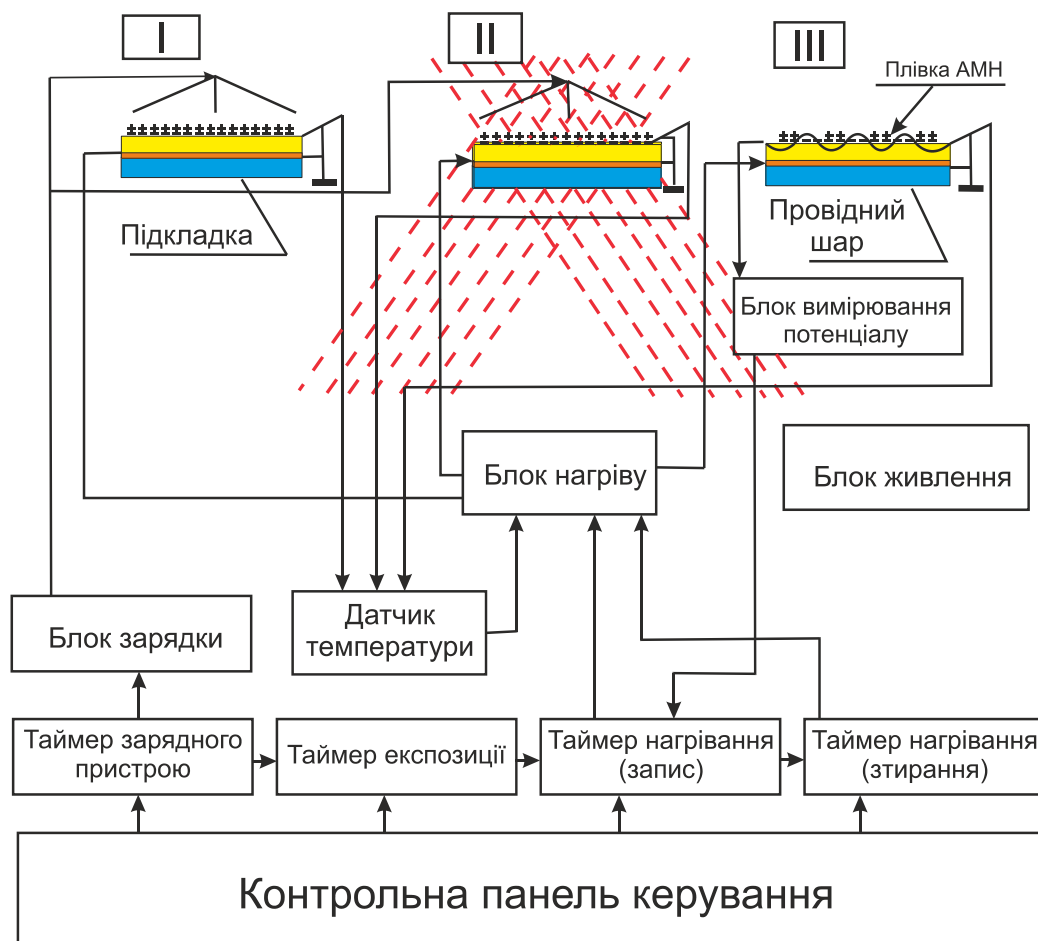 I
II
III
Плівка АМН
Підкладка
Провідний
шар
Блок вимірювання
потенціалу
Блок нагріву
Блок живлення
Блок зарядки
Датчик
температури
Таймер зарядного
пристрою
Таймер експозиції
Таймер нагрівання
(запис)
Таймер нагрівання
(зтирання)
Контрольна панель керування